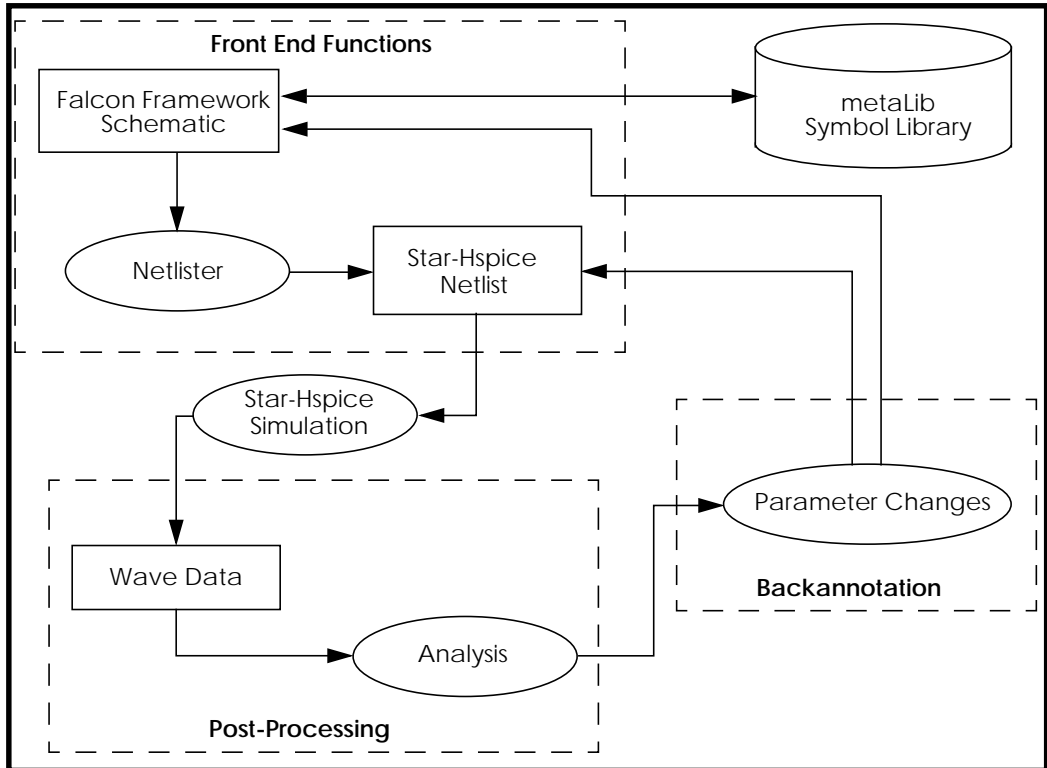 Front End Functions
Falcon Framework
Schematic
metaLib
Symbol Library
Netlister
Star-Hspice
Netlist
Star-Hspice
Simulation
Parameter Changes
Backannotation
Wave Data
Analysis
Post-Processing